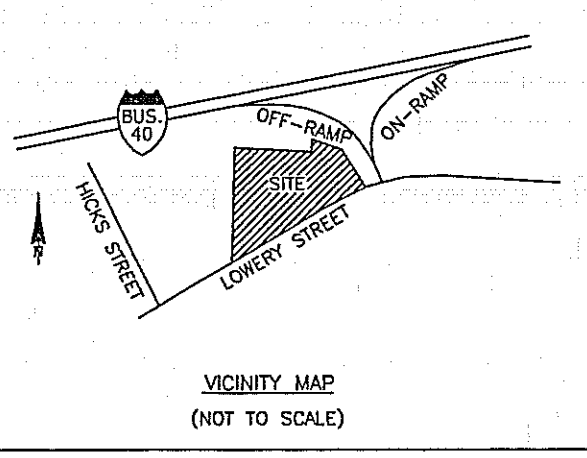 BUS.
40
OFF-RAMP
ON-RAMP
SITE
HICKS STREET
LOWERY STREET
N
VICINITY MAP
(NOT TO SCALE)